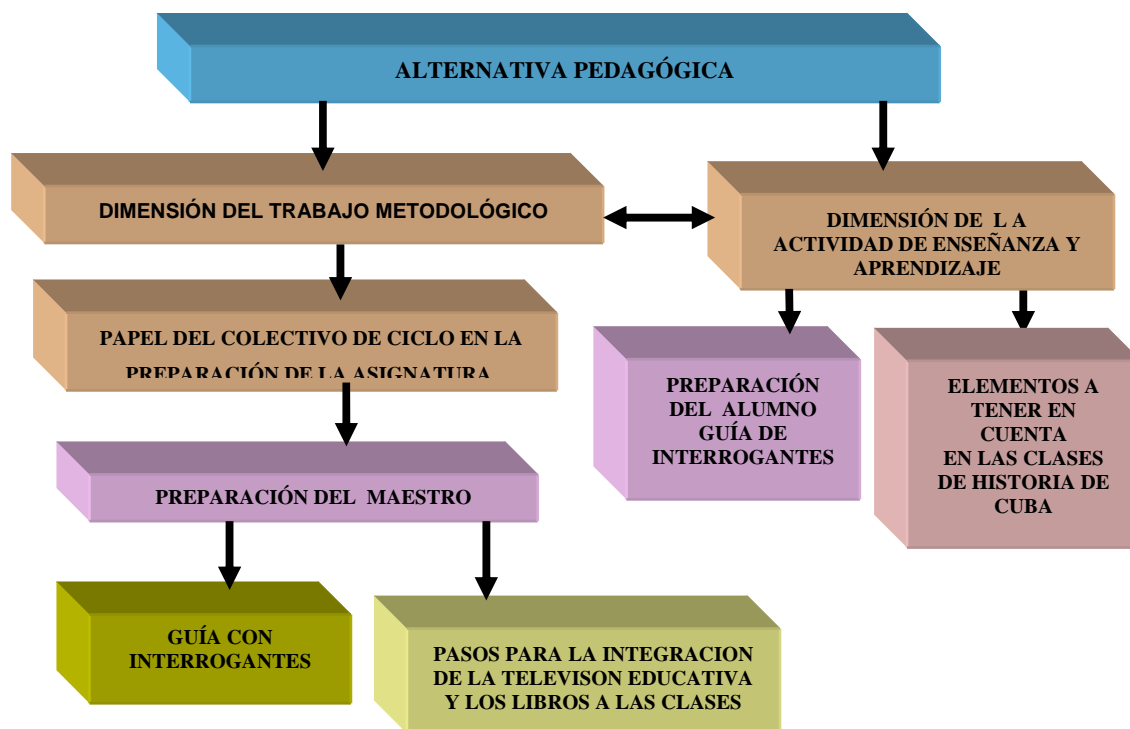 ALTERNATIVA PEDAGÓGICA
DIMENSIÓN DEL TRABAJO METODOLÓGICO
DIMENSIÓN DE L A
ACTIVIDAD DE ENSEÑANZA Y
APRENDIZAJE
PAPEL DEL COLECTIVO DE CICLO EN LA
PREPARACIÓN DE LA ASIGNATURA
PREPARACIÓN
DEL ALUMNO
GUÍA DE
INTERROGANTES
ELEMENTOS A
TENER EN
CUENTA
EN LAS CLASES
DE HISTORIA DE
CUBA
PREPARACIÓN DEL MAESTRO
GUÍA CON
INTERROGANTES
PASOS PARA LA INTEGRACION
DE LA TELEVISON EDUCATIVA
Y LOS LIBROS A LAS CLASES